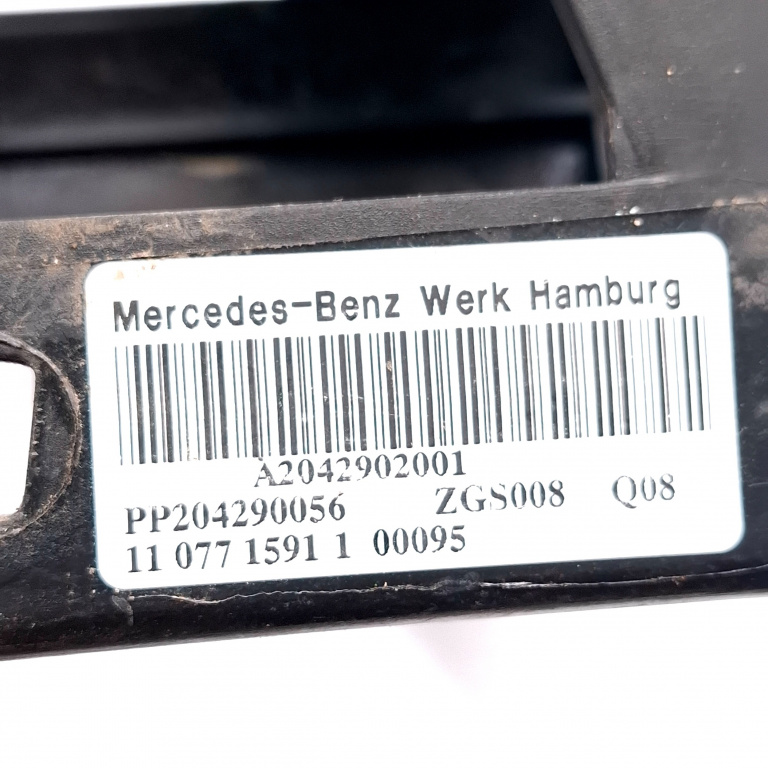 Mercedes-Benz Werk Hamburg
A2042902001
PP204290056 ZGS008 Q08
11 077 1591 1 00095